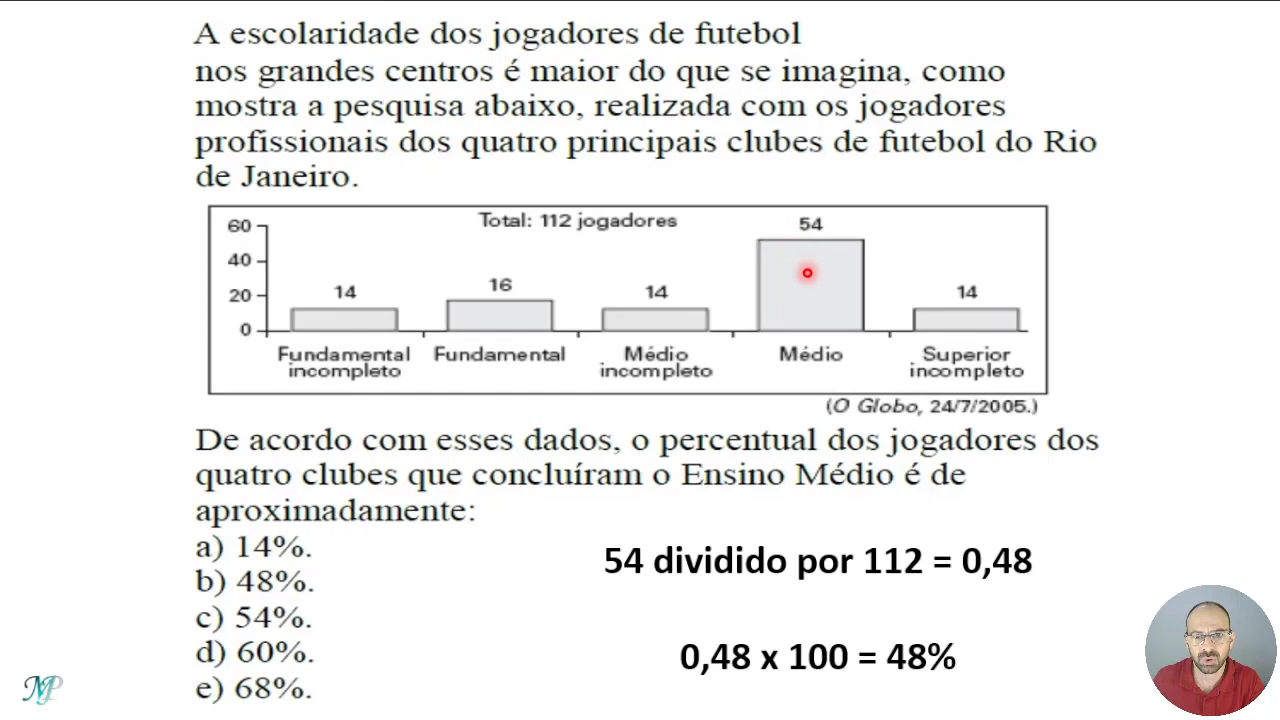 A escolaridade dos jogadores de futebol
nos grandes centros é maior do que se imagina, como
mostra a pesquisa abaixo, realizada com os jogadores
profissionais dos quatro principais clubes de futebol do Rio
de Janeiro.
Total: 112 jogadores
60
40
20
0
14
16
14
54
14
Fundamental
incompleto
Fundamental
Médio
incompleto
Médio
Superior
incompleto
(O Globo, 24/7/2005.)
De acordo com esses dados, o percentual dos jogadores dos
quatro clubes que concluíram o Ensino Médio é de
aproximadamente:
a) 14%.
b) 48%.
c) 54%.
d) 60%.
e) 68%.
54 dividido por 112 = 0,48
0,48 x 100 = 48%
MP